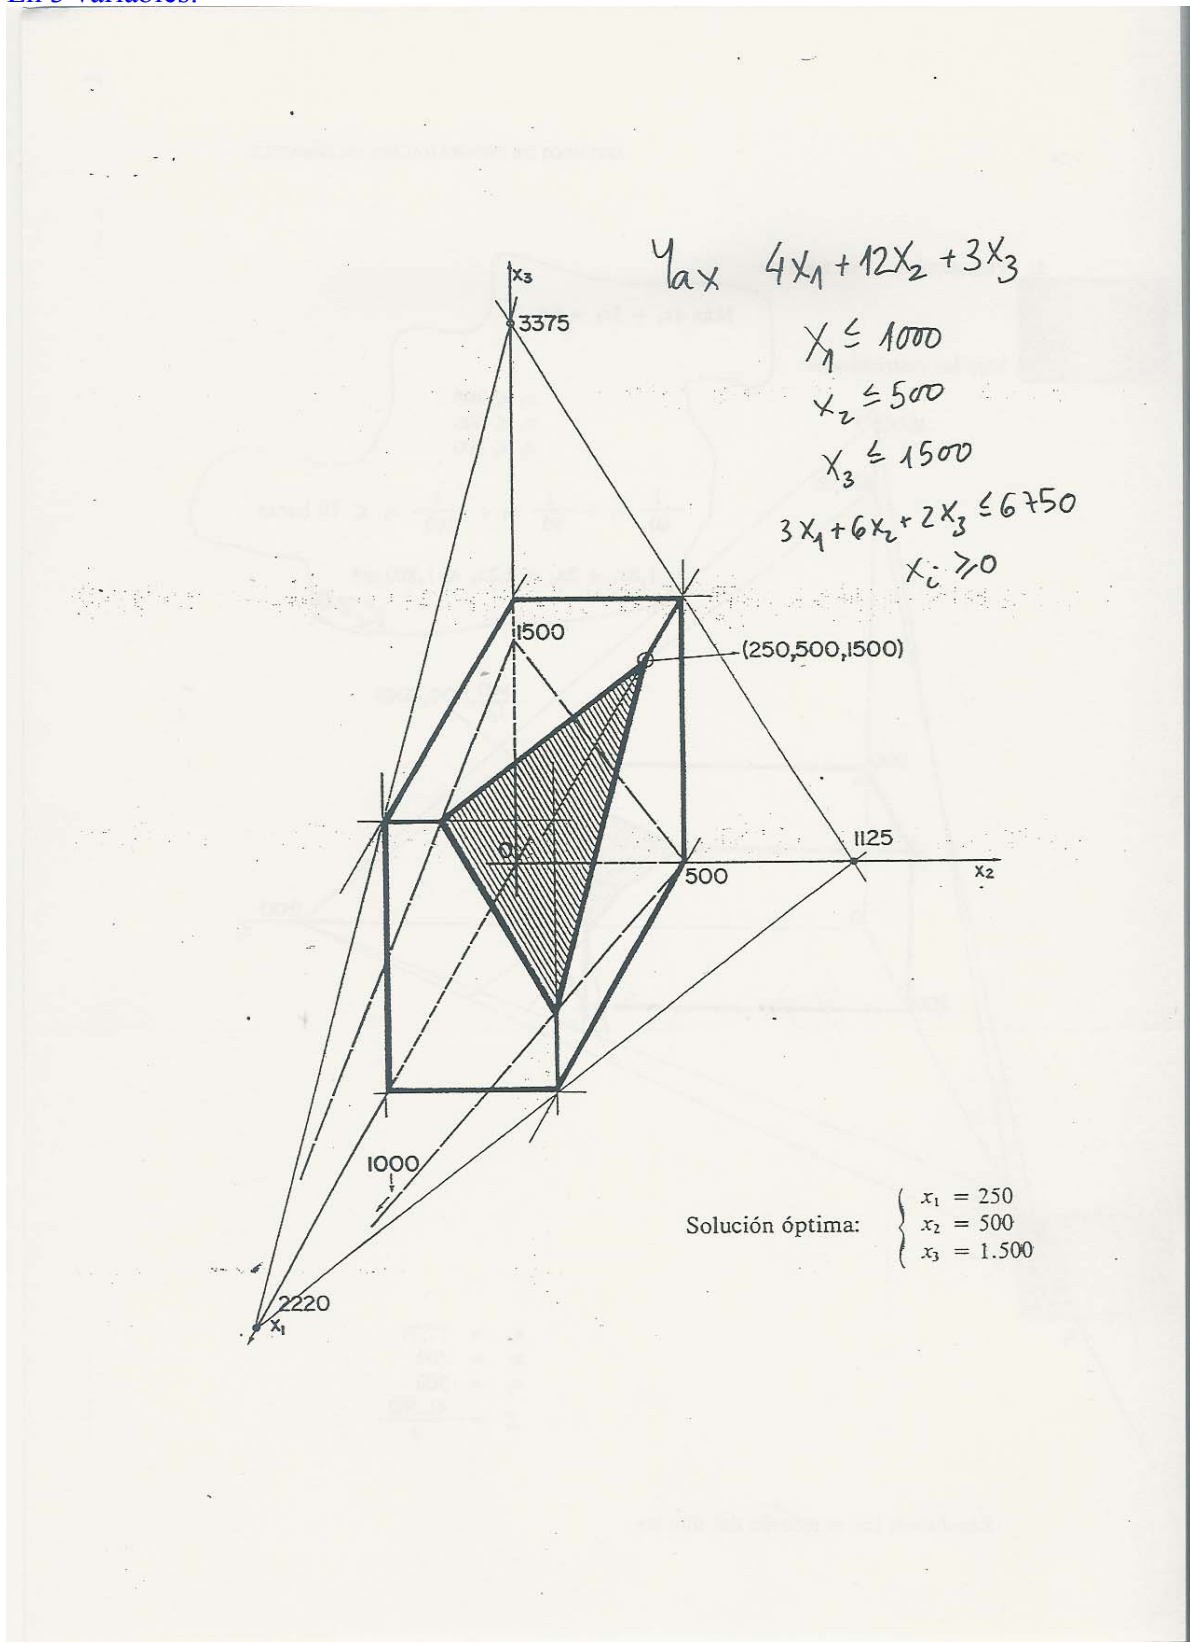 En 3 variables:
x₃
3375
Max 4x₁ + 12x₂ + 3x₃
x₁ ≤ 1000
x₂ ≤ 500
x₃ ≤ 1500
3x₁ + 6x₂ + 2x₃ ≤ 6750
xᵢ ≥ 0
1500
(250,500,1500)
0
1125
500
x₂
1000
Solución óptima:
x₁ = 250
x₂ = 500
x₃ = 1.500
2220
x₁